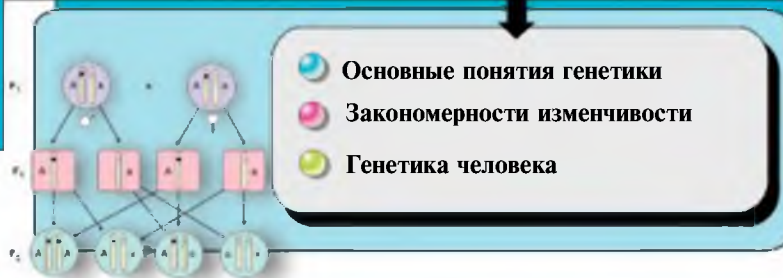 Основные понятия генетики
Закономерности изменчивости
Генетика человека